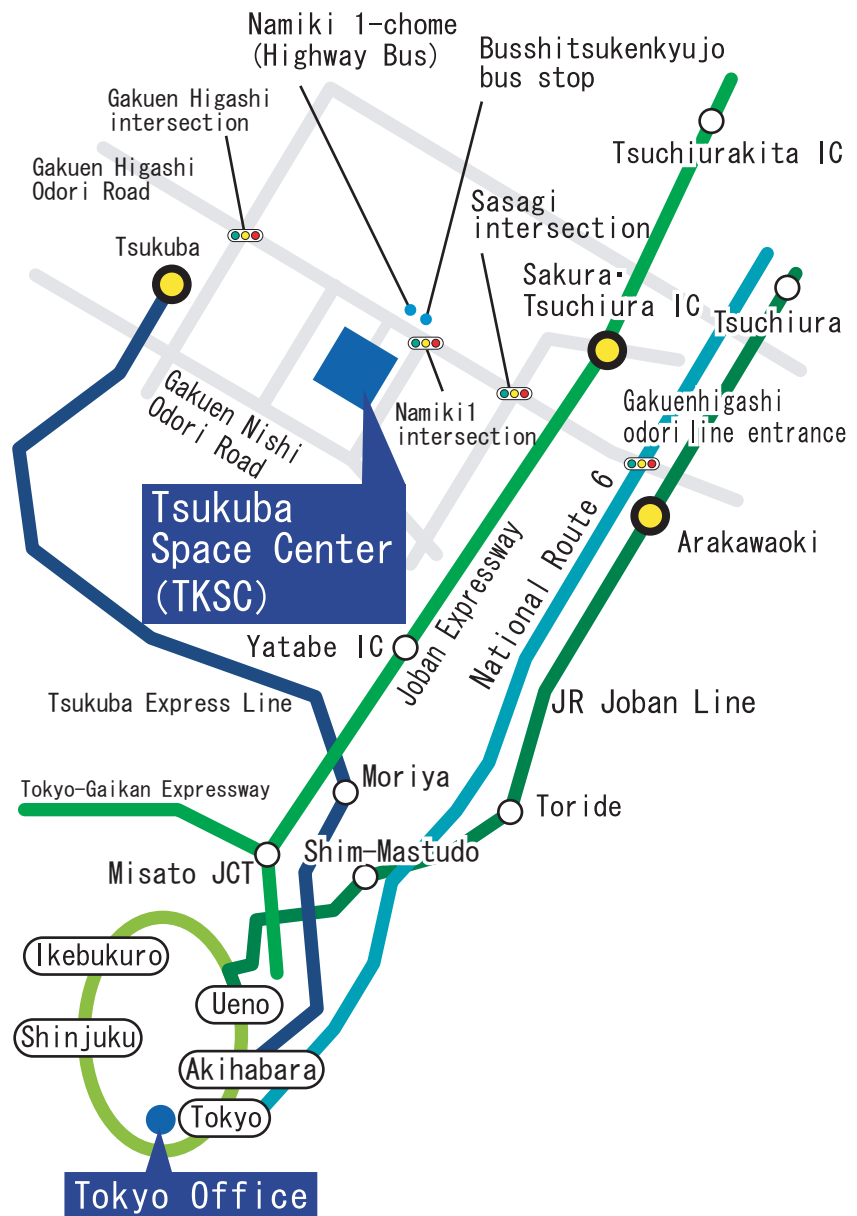 Namiki 1-chome
(Highway Bus)
Busshitsukenkyujo
bus stop
Gakuen Higashi
intersection
Tsuchiurakita IC
Gakuen Higashi
Odori Road
Sasagi
intersection
Tsukuba
Sakura・
Tsuchiura IC
Tsuchiura
Gakuen Nishi
Odori Road
Namiki1
intersection
Gakuenhigashi
odori line entrance
Tsukuba
Space Center
(TKSC)
National Route 6
Arakawaoki
Joban Expressway
Yatabe IC
Tsukuba Express Line
JR Joban Line
Moriya
Tokyo-Gaikan Expressway
Toride
Shim-Mastudo
Misato JCT
Ikebukuro
Ueno
Shinjuku
Akihabara
Tokyo
Tokyo Office